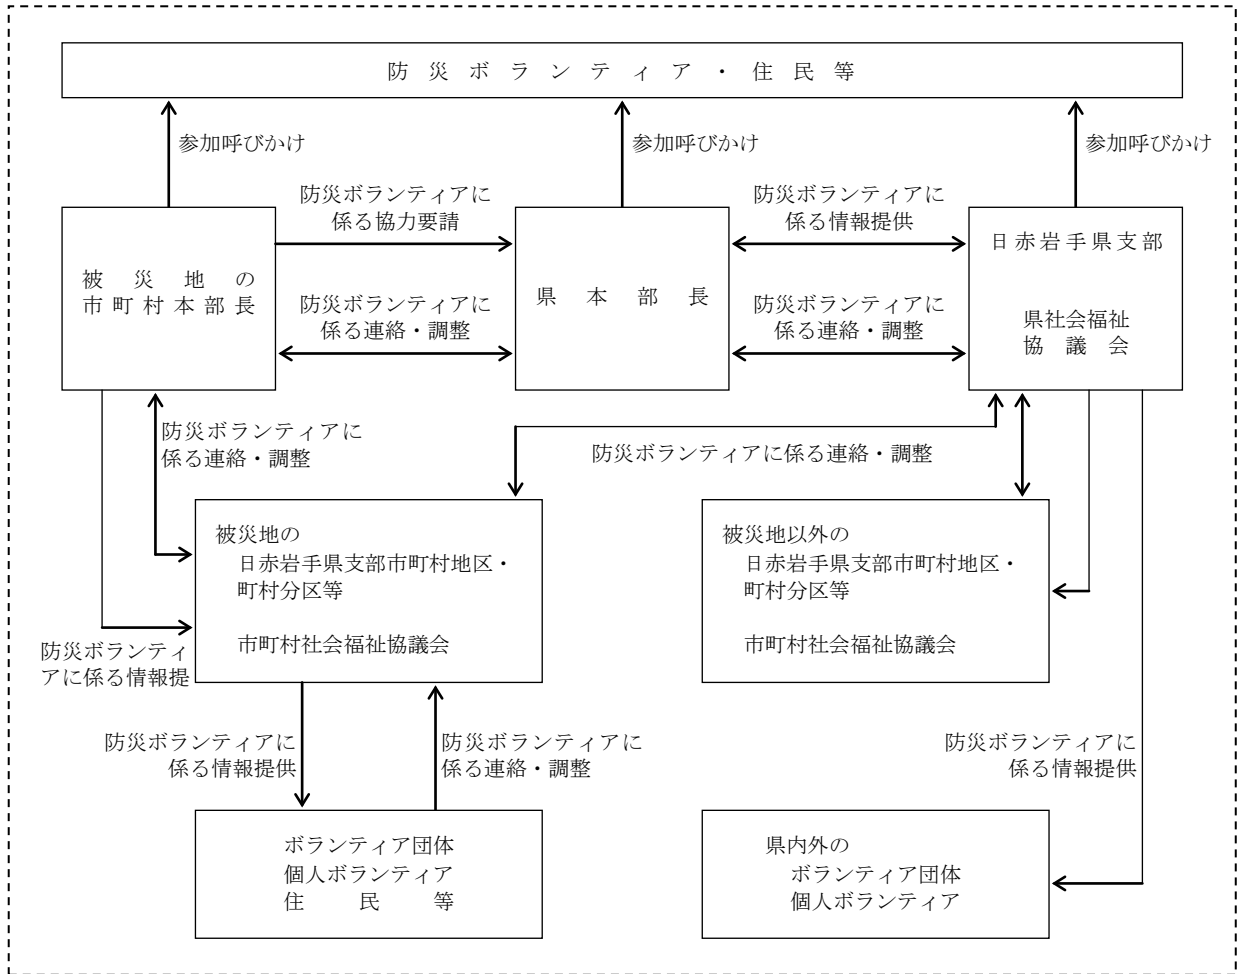 防災ボランティア・住民等
参加呼びかけ
参加呼びかけ
参加呼びかけ
防災ボランティアに
係る協力要請
防災ボランティアに
係る情報提供
被災地の
市町村本部長
防災ボランティアに
係る連絡・調整
県本部長
防災ボランティアに
係る連絡・調整
日赤岩手県支部
県社会福祉
協議会
防災ボランティアに
係る連絡・調整
防災ボランティアに係る連絡・調整
被災地の
日赤岩手県支部市町村地区・
町村分区等
市町村社会福祉協議会
被災地以外の
日赤岩手県支部市町村地区・
町村分区等
市町村社会福祉協議会
防災ボランティ
アに係る情報提
防災ボランティアに
係る情報提供
防災ボランティアに
係る連絡・調整
防災ボランティアに
係る情報提供
ボランティア団体
個人ボランティア
住民等
県内外の
ボランティア団体
個人ボランティア